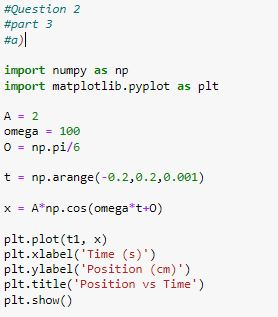 #Question 2
#part 3
#a)
import numpy as np
import matplotlib.pyplot as plt
A = 2
omega = 100
O = np.pi/6
t = np.arange(-0.2,0.2,0.001)
x = A*np.cos(omega*t+O)
plt.plot(t1, x)
plt.xlabel('Time (s)')
plt.ylabel('Position (cm)')
plt.title('Position vs Time')
plt.show()